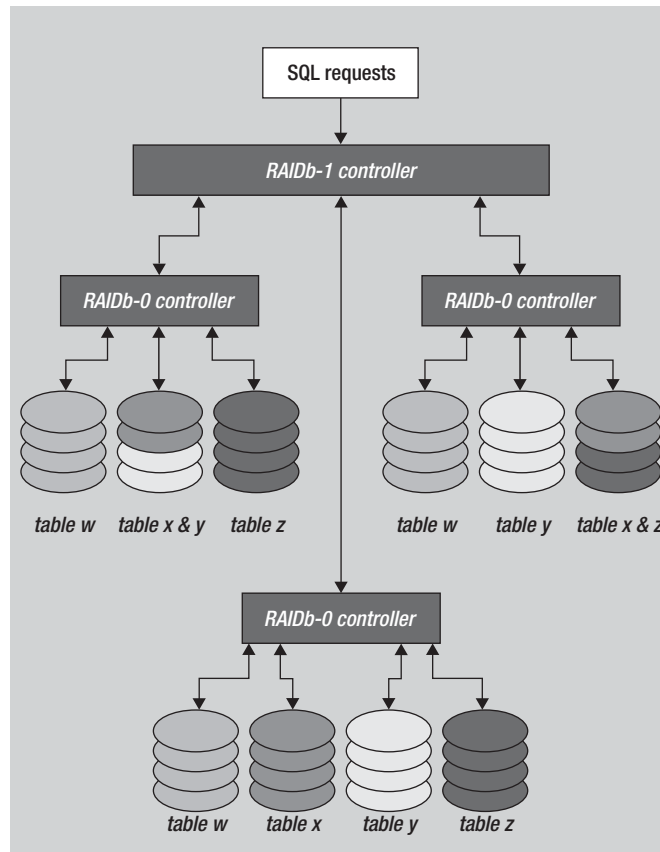 SQL requests
RAIDb-1 controller
RAIDb-0 controller
RAIDb-0 controller
table w
table x & y
table z
table w
table y
table x & z
RAIDb-0 controller
table w
table x
table y
table z